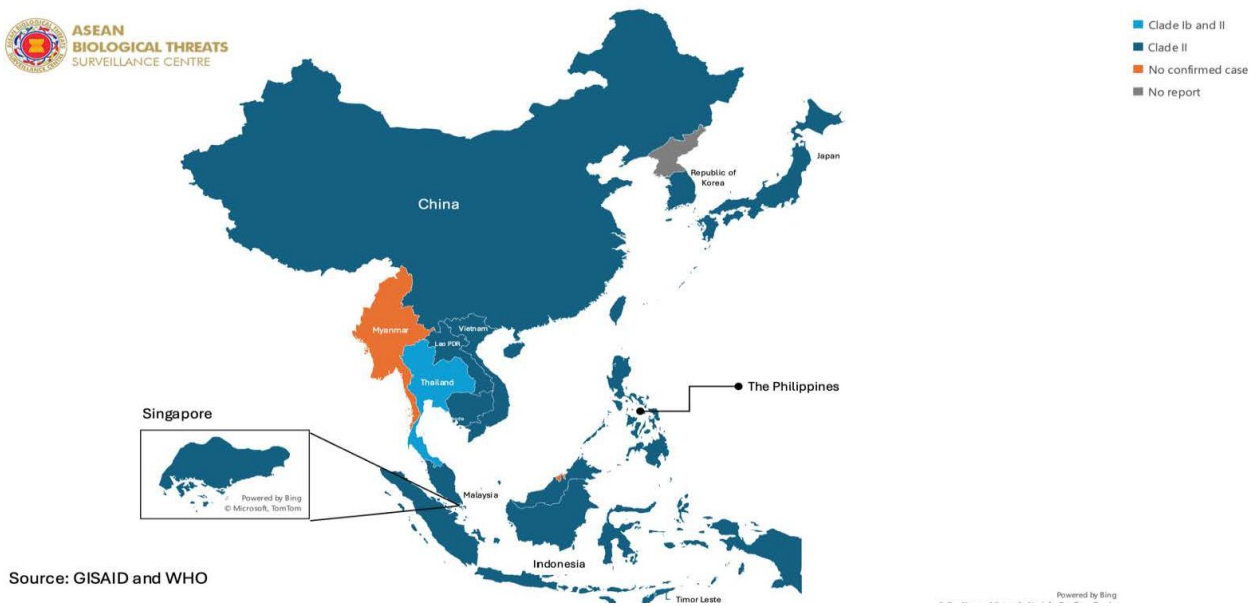 ASEAN
BIOLOGICAL THREATS
SURVEILLANCE CENTRE
Clade Ib and II
Clade II
No confirmed case
No report
Japan
Republic of
Korea
China
Myanmar
Vietnam
Lao PDR
Thailand
The Philippines
Singapore
Powered by Bing
© Microsoft, TomTom
Malaysia
Indonesia
Source: GISAID and WHO
Timor Leste
Powered by Bing